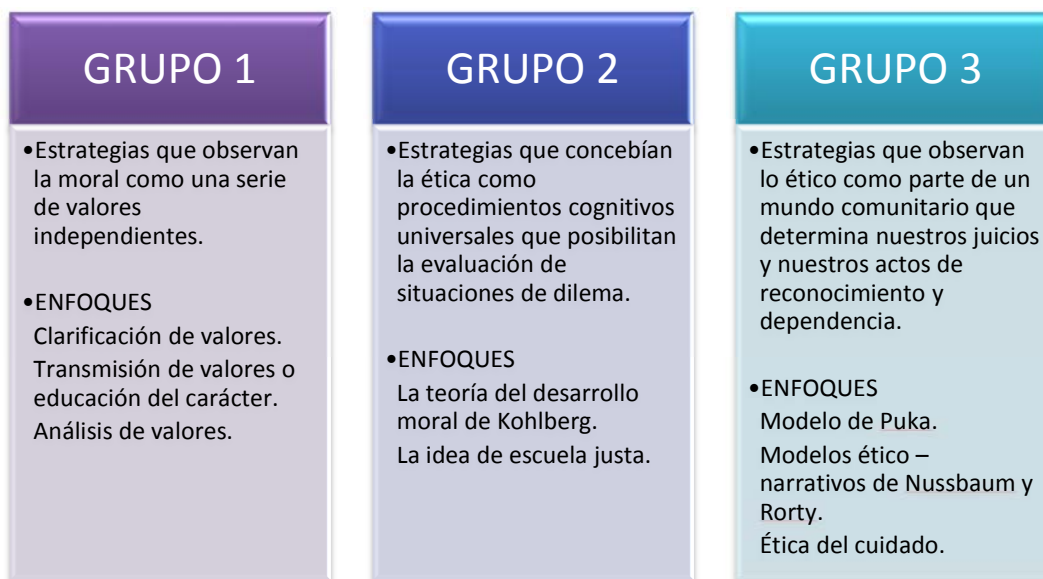 GRUPO 1
•Estrategias que observan
la moral como una serie
de valores
independientes.
•ENFOQUES
Clarificación de valores.
Transmisión de valores o
educación del carácter.
Análisis de valores.
GRUPO 2
•Estrategias que concebían
la ética como
procedimientos cognitivos
universales que posibilitan
la evaluación de
situaciones de dilema.
•ENFOQUES
La teoría del desarrollo
moral de Kohlberg.
La idea de escuela justa.
GRUPO 3
•Estrategias que observan
lo ético como parte de un
mundo comunitario que
determina nuestros juicios
y nuestros actos de
reconocimiento y
dependencia.
•ENFOQUES
Modelo de Puka.
Modelos ético –
narrativos de Nussbaum y
Rorty.
Ética del cuidado.